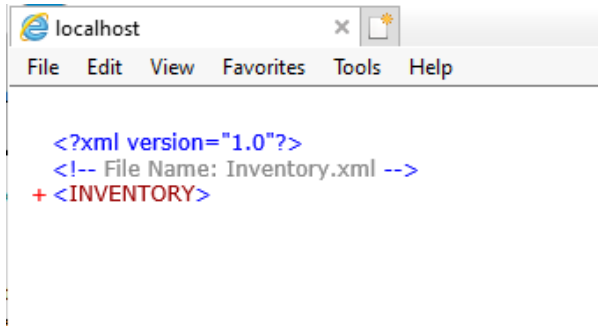 localhost
File Edit View Favorites Tools Help
<?xml version="1.0"?>
<!-- File Name: Inventory.xml -->
+ <INVENTORY>